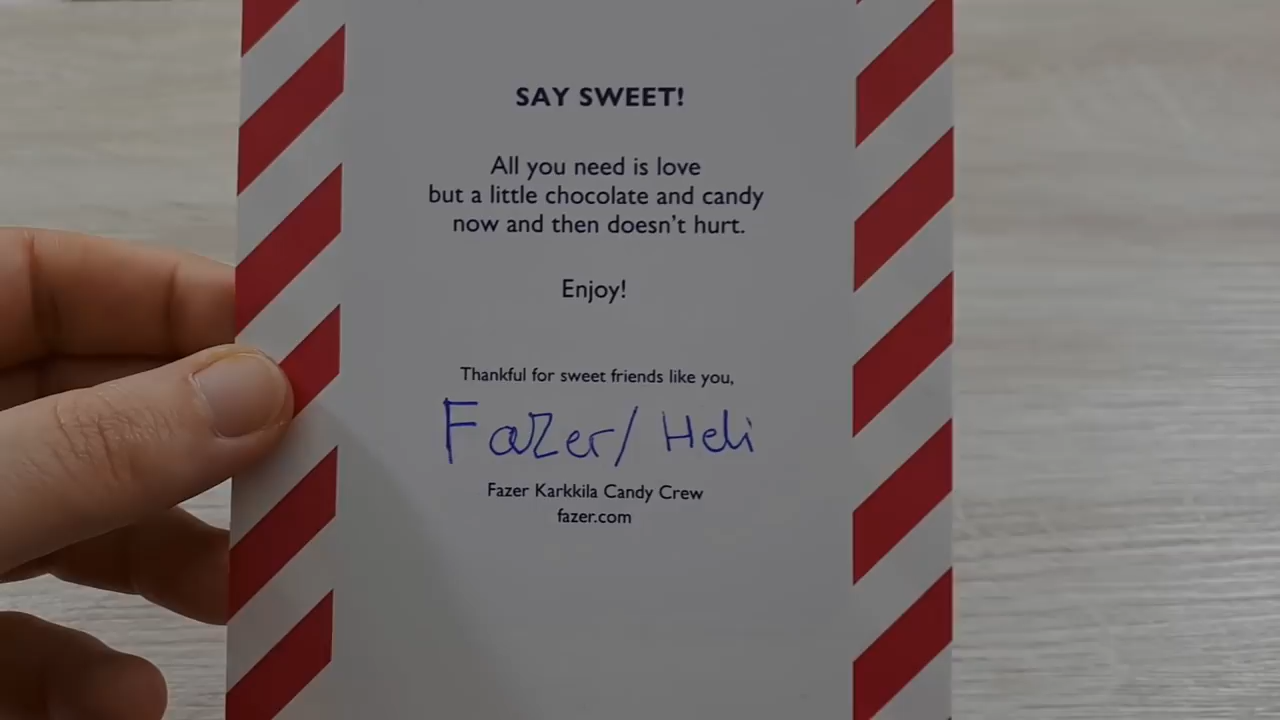 SAY SWEET!
All you need is love
but a little chocolate and candy
now and then doesn't hurt.
Enjoy!
Thankful for sweet friends like you,
Fazer/ Heli
Fazer Karkkila Candy Crew
fazer.com